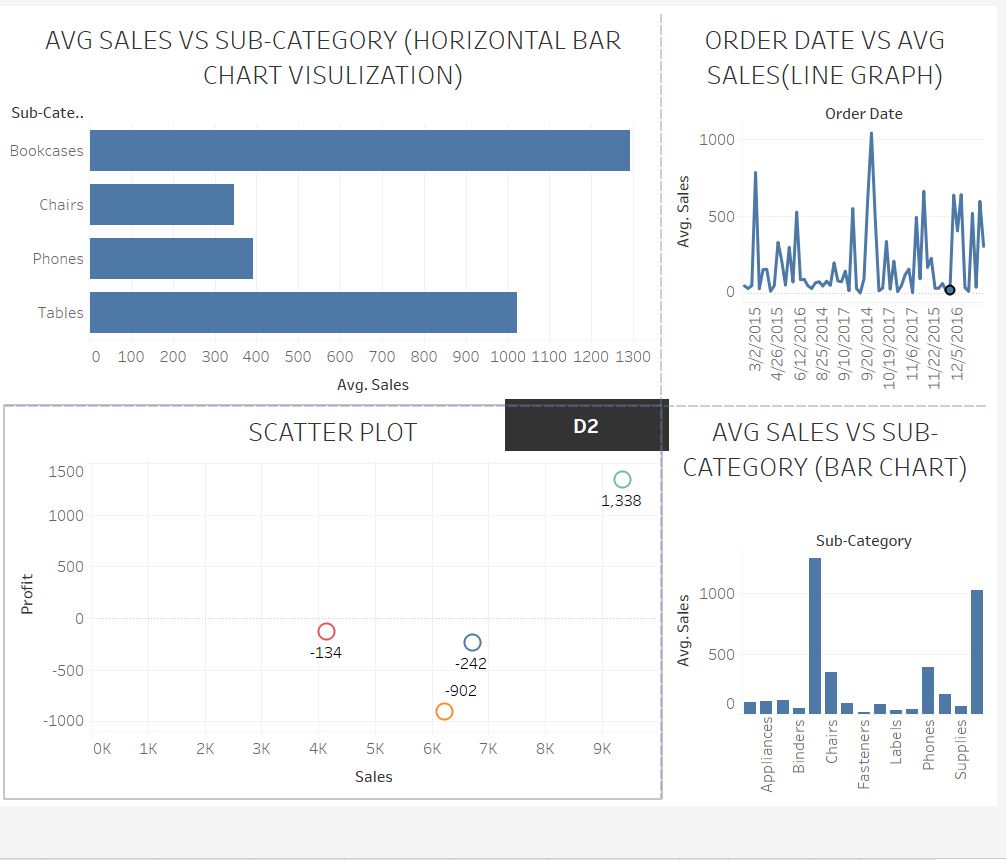 AVG SALES VS SUB-CATEGORY (HORIZONTAL BAR
CHART VISULIZATION)
Sub-Cate..
Bookcases
Chairs
Phones
Tables
0 100 200 300 400 500 600 700 800 900 1000 1100 1200 1300
Avg. Sales
ORDER DATE VS AVG
SALES(LINE GRAPH)
Order Date
Avg. Sales
1000
500
0
3/2/2015
4/26/2015
6/12/2016
8/25/2014
9/10/2017
9/20/2014
10/19/2017
11/6/2017
11/22/2015
12/5/2016
D2
SCATTER PLOT
Profit
1500
1000
500
0
-500
-1000
1,338
-134
-242
-902
0K 1K 2K 3K 4K 5K 6K 7K 8K 9K
Sales
AVG SALES VS SUB-
CATEGORY (BAR CHART)
Sub-Category
Avg. Sales
1000
500
0
Appliances
Binders
Chairs
Fasteners
Labels
Phones
Supplies